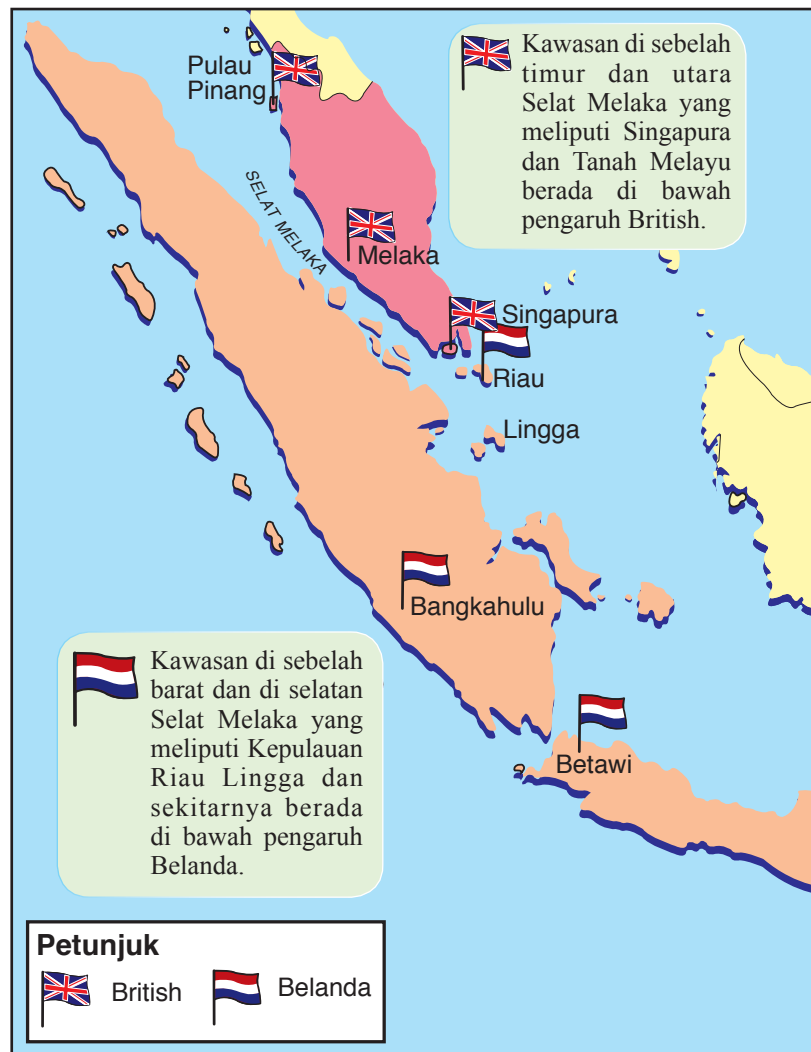 Kawasan di sebelah
timur dan utara
Selat Melaka yang
meliputi Singapura
dan Tanah Melayu
berada di bawah
pengaruh British.
Pulau
Pinang
SELAT MELAKA
Melaka
Singapura
Riau
Lingga
Bangkahulu
Kawasan di sebelah
barat dan di selatan
Selat Melaka yang
meliputi Kepulauan
Riau Lingga dan
sekitarnya berada
di bawah pengaruh
Belanda.
Betawi
Petunjuk
British
Belanda